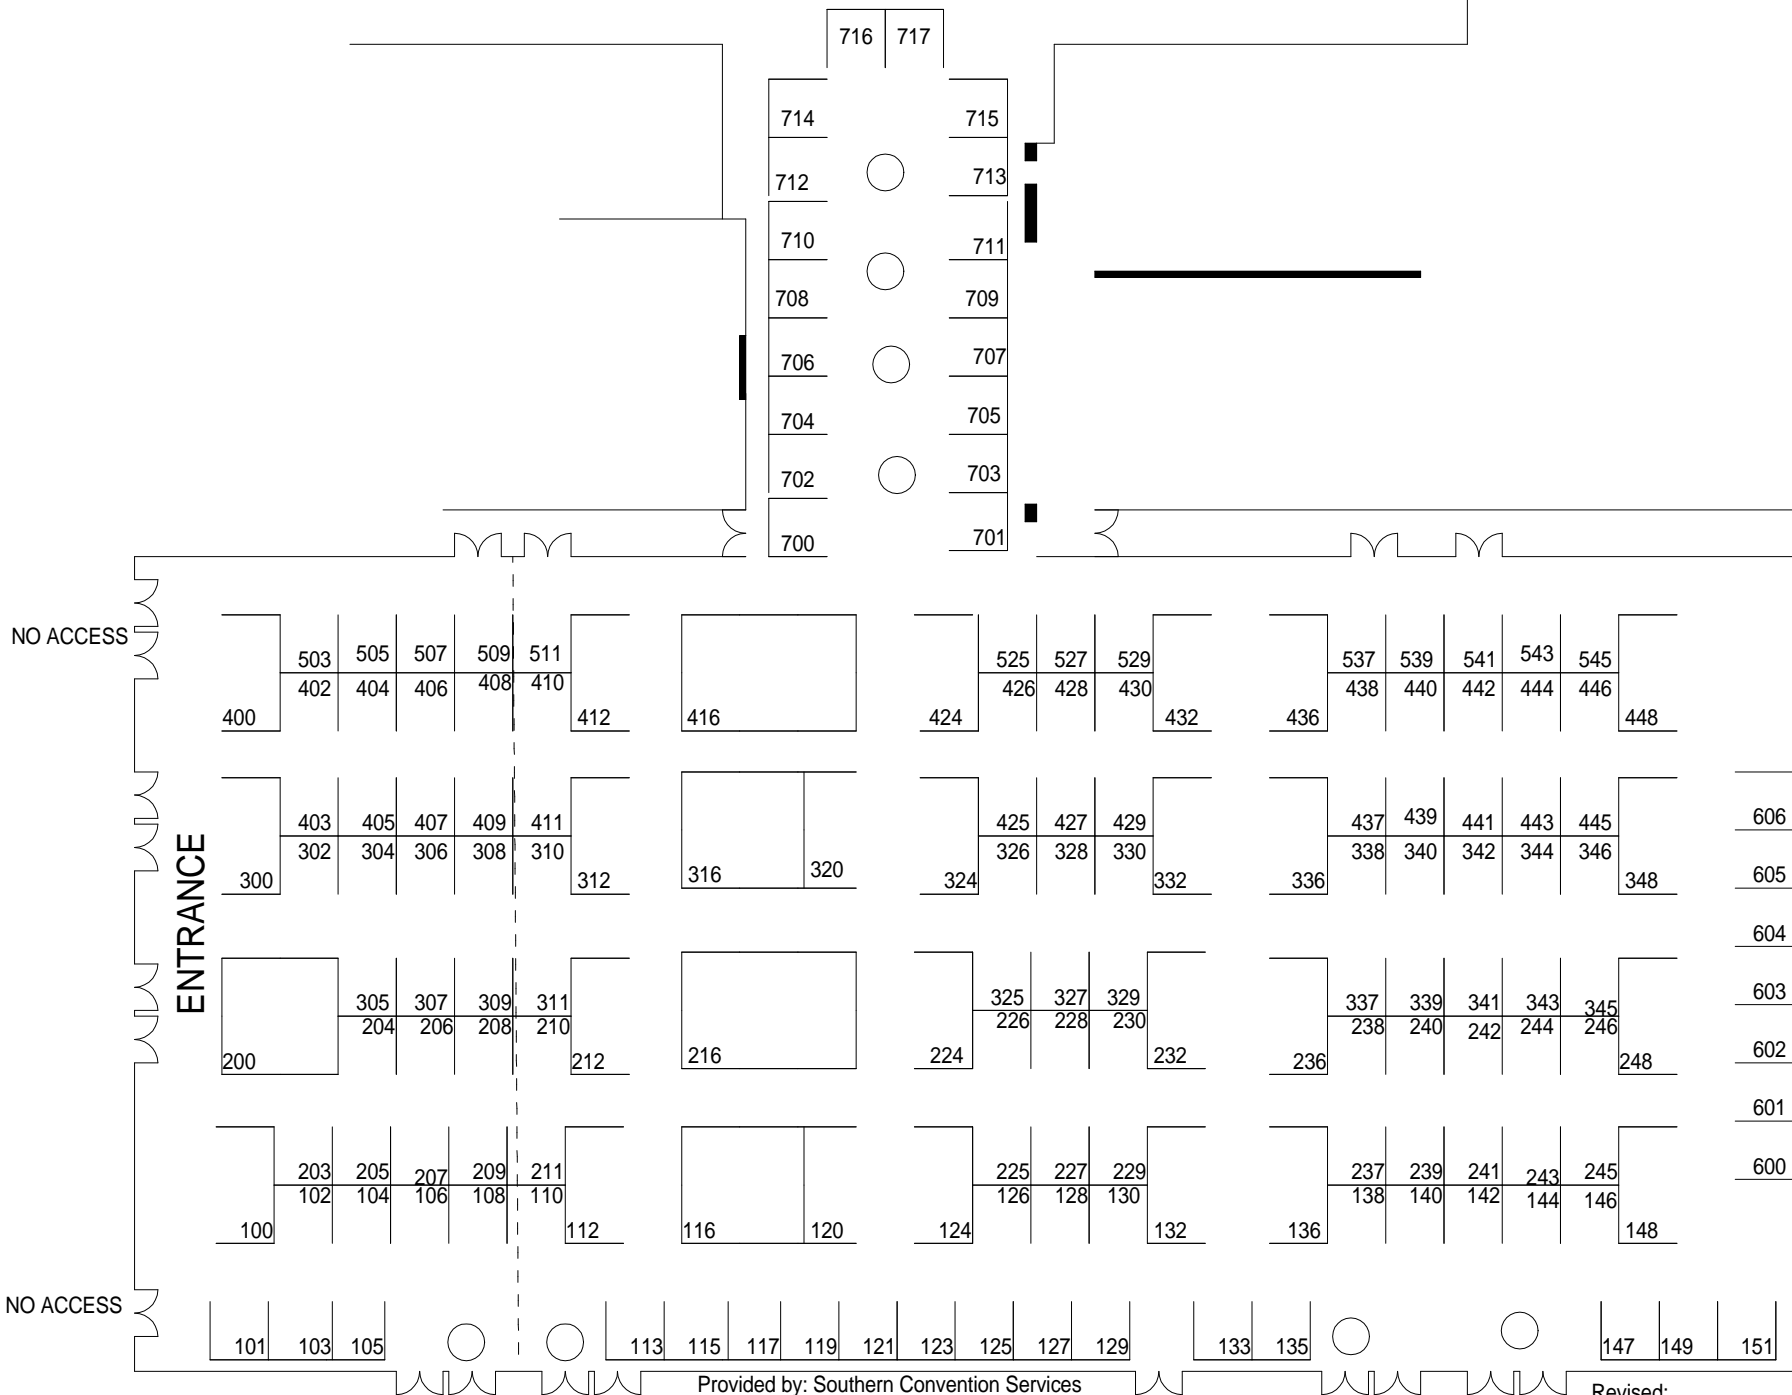 716 717
714 715
712 713
710 711
708 709
706 707
704 705
702 703
700 701
NO ACCESS
503 505 507 509 511 525 527 529 537 539 541 543 545
402 404 406 408 410 426 428 430 438 440 442 444 446
400 412 416 424 432 436 448
403 405 407 409 411 425 427 429 437 439 441 443 445 606
302 304 306 308 310 326 328 330 338 340 342 344 346
300 312 316 320 324 332 336 348 605
ENTRANCE
604
305 307 309 311 325 327 329 337 339 341 343 345 603
204 206 208 210 226 228 230 238 240 242 244 246
200 212 216 224 232 236 248 602
601
203 205 207 209 211 225 227 229 237 239 241 243 245 600
102 104 106 108 110 126 128 130 138 140 142 144 146
100 112 116 120 124 132 136 148
NO ACCESS
101 103 105 113 115 117 119 121 123 125 127 129 133 135 147 149 151
Provided by: Southern Convention Services
Revised: